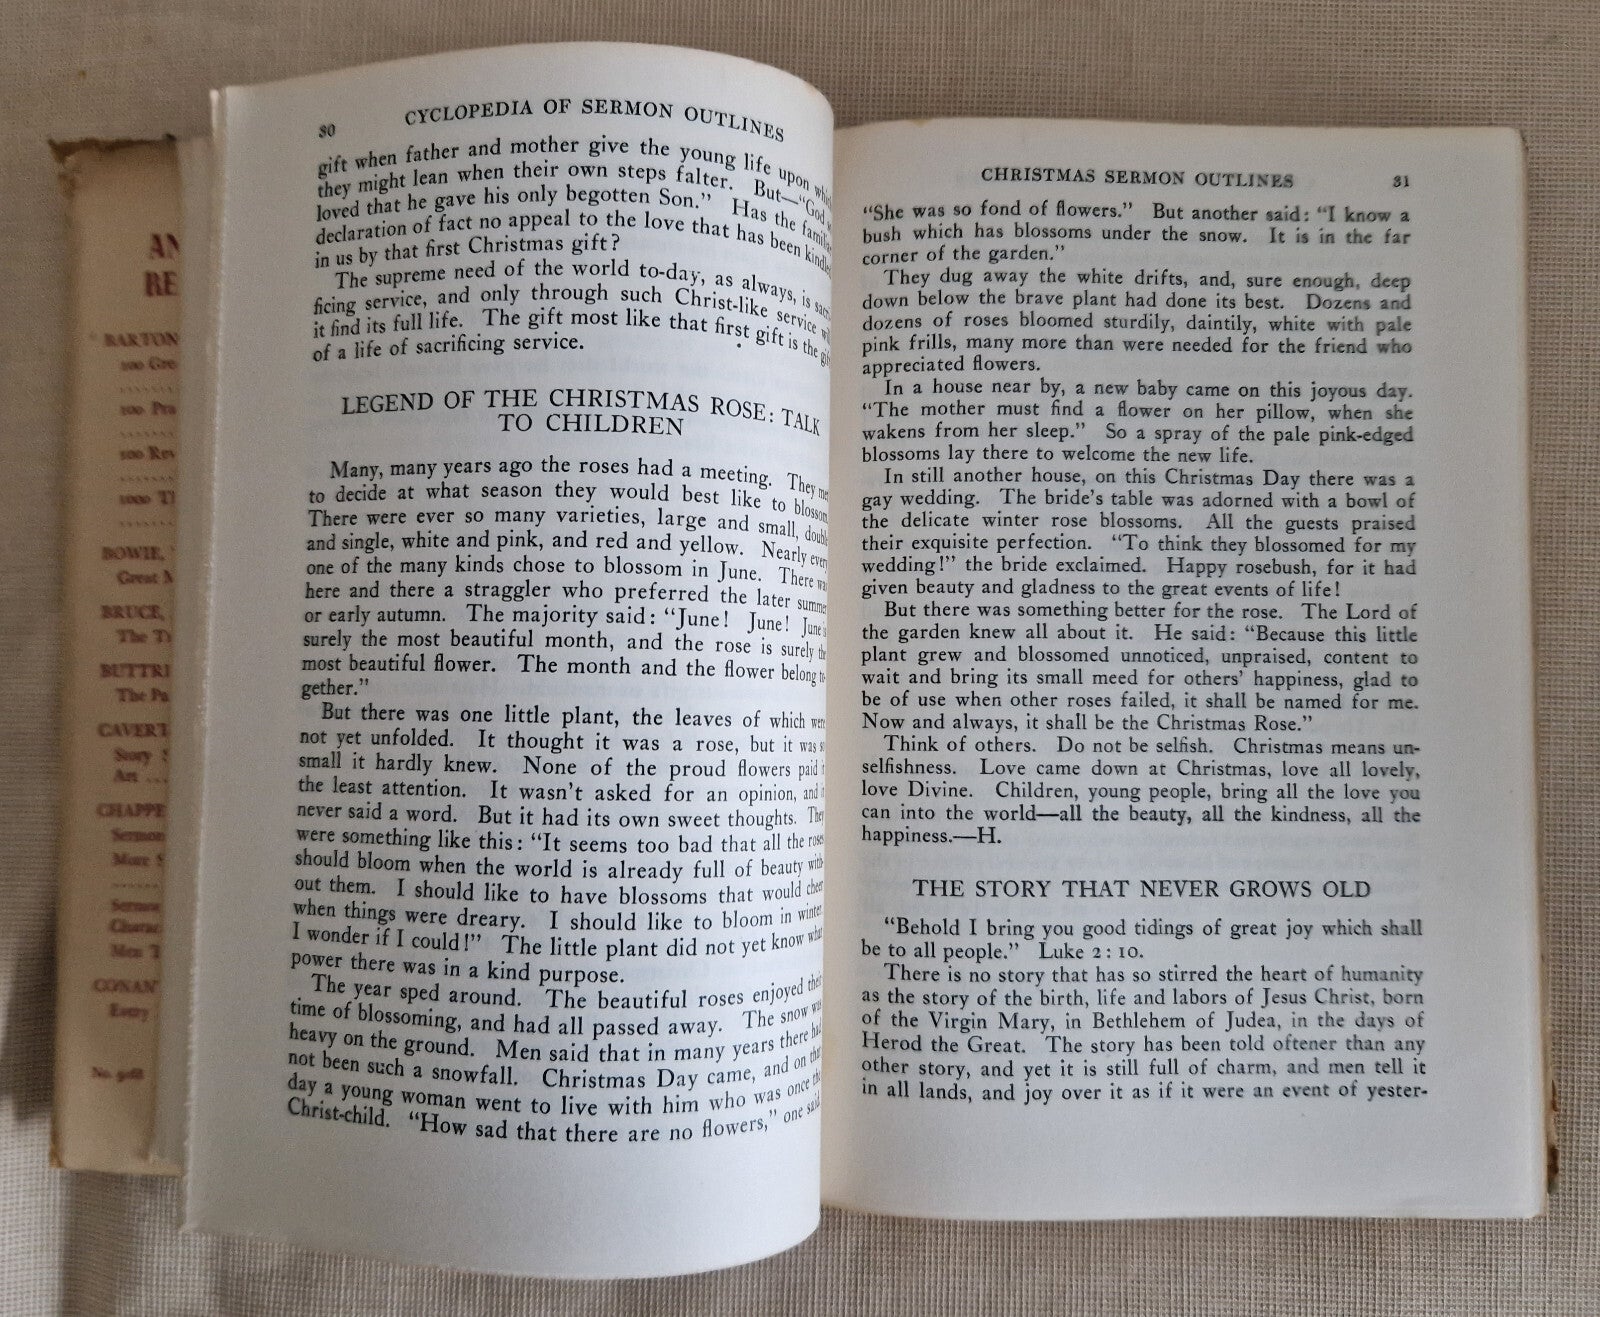 AN
RE
BARTON
100 Gre
100 Pra
100 Rev
1000 T
BOWIE,
Great M
BRUCE,
The T
BUTTRI
The Pa
CAVERT
Story S
Art
CHAPPE
Sermon
More S
Sermo
Charac
Men T
CONAN
Every
No. 908B
30 CYCLOPEDIA OF SERMON OUTLINES
gift when father and mother give the young life upon which
they might lean when their own steps falter. But—"God so
loved that he gave his only begotten Son." Has the familiar
declaration of fact no appeal to the love that has been kindled
in us by that first Christmas gift?
The supreme need of the world to-day, as always, is sacri-
ficing service, and only through such Christ-like service will
it find its full life. The gift most like that first gift is the gift
of a life of sacrificing service.
LEGEND OF THE CHRISTMAS ROSE: TALK
TO CHILDREN
Many, many years ago the roses had a meeting. They met
to decide at what season they would best like to blossom.
There were ever so many varieties, large and small, double
and single, white and pink, and red and yellow. Nearly every
one of the many kinds chose to blossom in June. There was
here and there a straggler who preferred the later summer
or early autumn. The majority said: "June! June! June is
surely the most beautiful month, and the rose is surely the
most beautiful flower. The month and the flower belong to-
gether."
But there was one little plant, the leaves of which were
not yet unfolded. It thought it was a rose, but it was so
small it hardly knew. None of the proud flowers paid it
the least attention. It wasn't asked for an opinion, and it
never said a word. But it had its own sweet thoughts. They
were something like this: "It seems too bad that all the roses
should bloom when the world is already full of beauty with-
out them. I should like to have blossoms that would cheer
when things were dreary. I should like to bloom in winter.
I wonder if I could!" The little plant did not yet know what
power there was in a kind purpose.
The year sped around. The beautiful roses enjoyed their
time of blossoming, and had all passed away. The snow was
heavy on the ground. Men said that in many years there had
not been such a snowfall. Christmas Day came, and on that
day a young woman went to live with him who was once the
Christ-child. "How sad that there are no flowers," one said,
CHRISTMAS SERMON OUTLINES 31
"She was so fond of flowers." But another said: "I know a
bush which has blossoms under the snow. It is in the far
corner of the garden."
They dug away the white drifts, and, sure enough, deep
down below the brave plant had done its best. Dozens and
dozens of roses bloomed sturdily, daintily, white with pale
pink frills, many more than were needed for the friend who
appreciated flowers.
In a house near by, a new baby came on this joyous day.
"The mother must find a flower on her pillow, when she
wakens from her sleep." So a spray of the pale pink-edged
blossoms lay there to welcome the new life.
In still another house, on this Christmas Day there was a
gay wedding. The bride's table was adorned with a bowl of
the delicate winter rose blossoms. All the guests praised
their exquisite perfection. "To think they blossomed for my
wedding!" the bride exclaimed. Happy rosebush, for it had
given beauty and gladness to the great events of life!
But there was something better for the rose. The Lord of
the garden knew all about it. He said: "Because this little
plant grew and blossomed unnoticed, unpraised, content to
wait and bring its small meed for others' happiness, glad to
be of use when other roses failed, it shall be named for me.
Now and always, it shall be the Christmas Rose."
Think of others. Do not be selfish. Christmas means un-
selfishness. Love came down at Christmas, love all lovely,
love Divine. Children, young people, bring all the love you
can into the world—all the beauty, all the kindness, all the
happiness.—H.
THE STORY THAT NEVER GROWS OLD
"Behold I bring you good tidings of great joy which shall
be to all people." Luke 2: 10.
There is no story that has so stirred the heart of humanity
as the story of the birth, life and labors of Jesus Christ, born
of the Virgin Mary, in Bethlehem of Judea, in the days of
Herod the Great. The story has been told oftener than any
other story, and yet it is still full of charm, and men tell it
in all lands, and joy over it as if it were an event of yester-